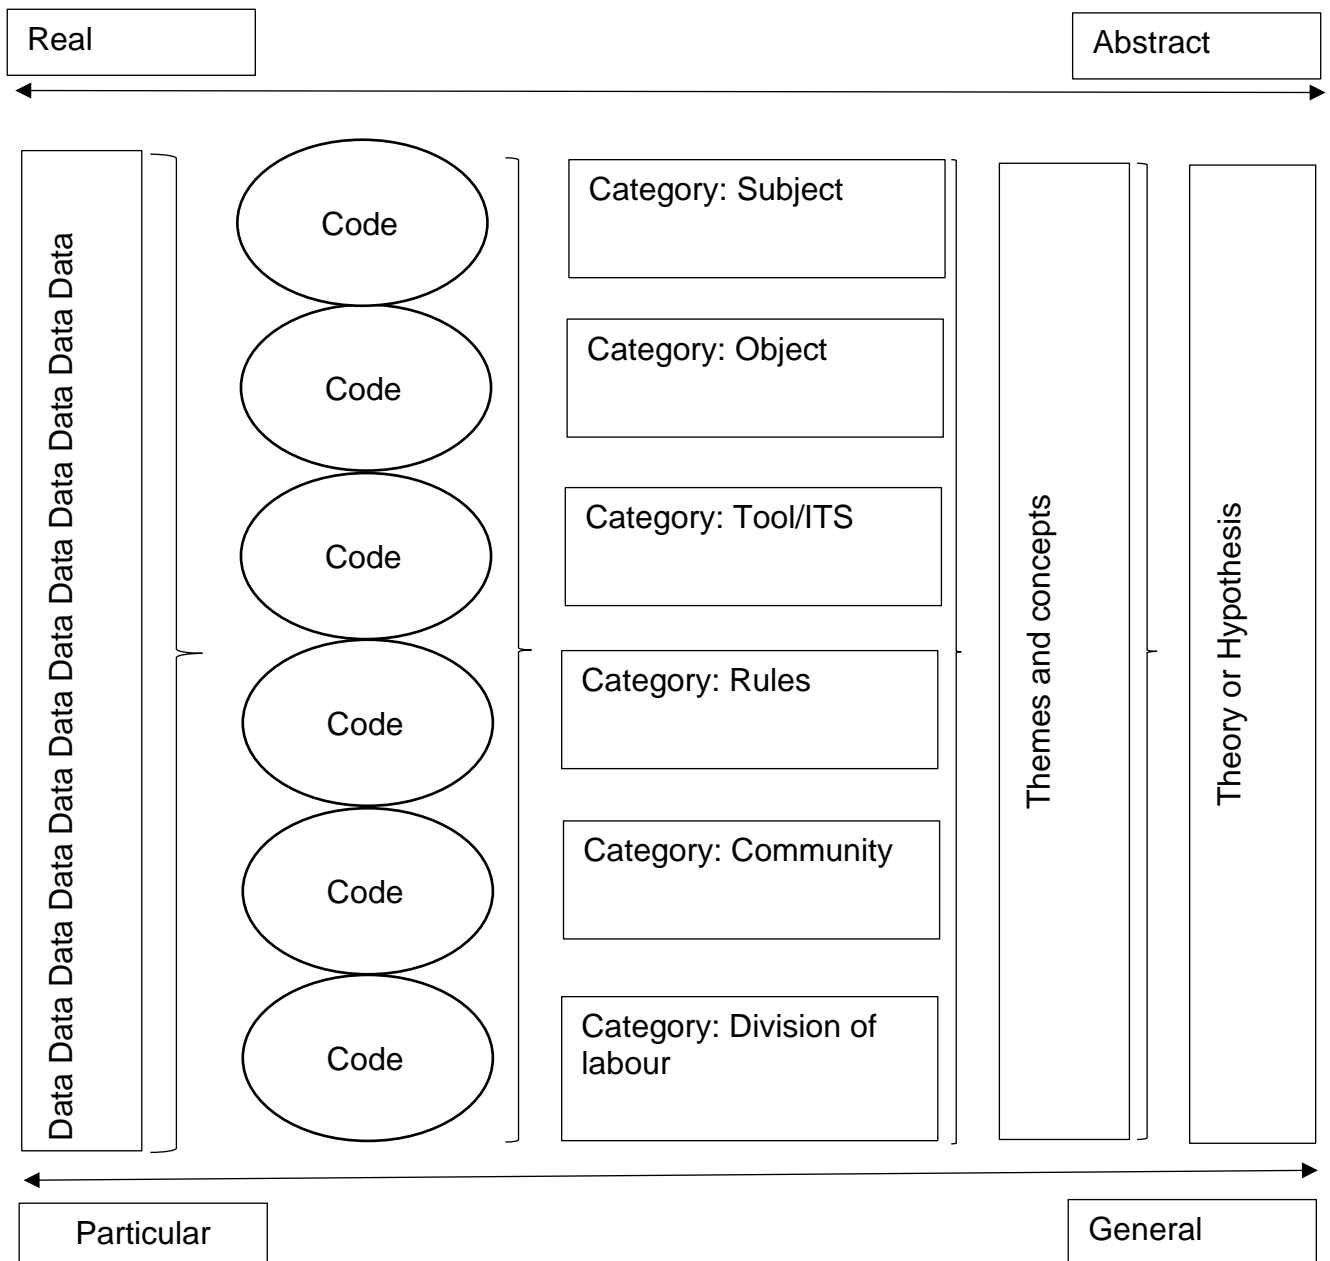 Real
Abstract
Data Data Data Data Data Data Data Data Data Data Data Data Data
Code
Category: Subject
Code
Category: Object
Code
Category: Tool/ITS
Code
Category: Rules
Code
Category: Community
Code
Category: Division of
labour
Themes and concepts
Theory or Hypothesis
Particular
General